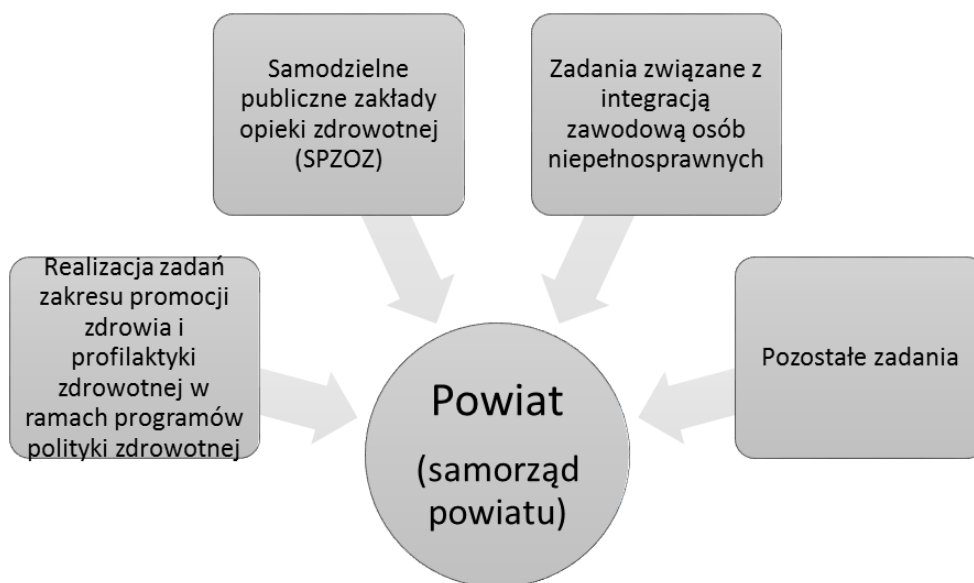 Samodzielne
publiczne zakłady
opieki zdrowotnej
(SPZOZ)
Zadania związane z
integracją
zawodową osób
niepełnosprawnych
Realizacja zadań
zakresu promocji
zdrowia i
profilaktyki
zdrowotnej w
ramach programów
polityki zdrowotnej
Pozostałe zadania
Powiat
(samorząd
powiatu)